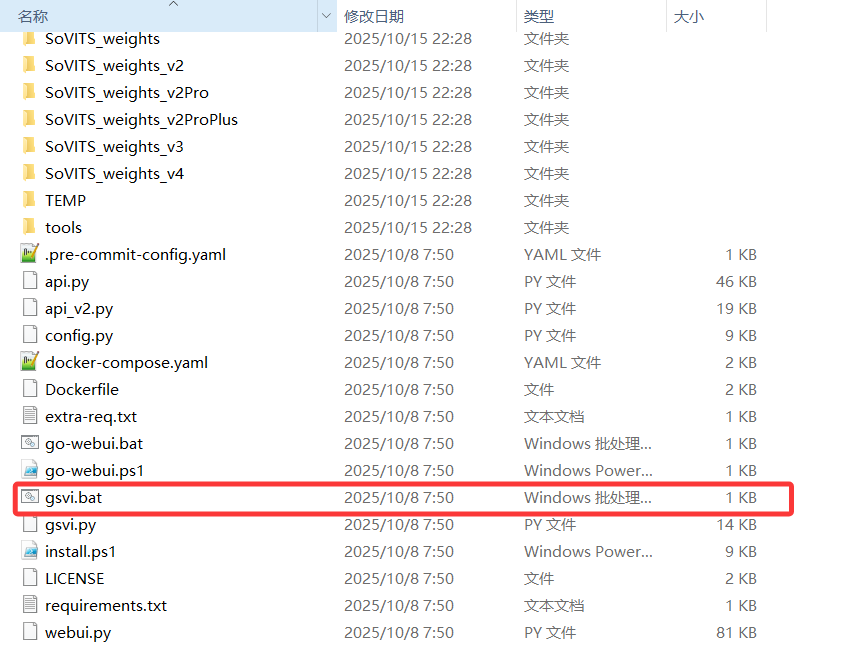 名称 修改日期 类型 大小
SoVITS_weights 2025/10/15 22:28 文件夹
SoVITS_weights_v2 2025/10/15 22:28 文件夹
SoVITS_weights_v2Pro 2025/10/15 22:28 文件夹
SoVITS_weights_v2ProPlus 2025/10/15 22:28 文件夹
SoVITS_weights_v3 2025/10/15 22:28 文件夹
SoVITS_weights_v4 2025/10/15 22:28 文件夹
TEMP 2025/10/15 22:28 文件夹
tools 2025/10/15 22:28 文件夹
.pre-commit-config.yaml 2025/10/8 7:50 YAML 文件 1 KB
api.py 2025/10/8 7:50 PY 文件 46 KB
api_v2.py 2025/10/8 7:50 PY 文件 19 KB
config.py 2025/10/8 7:50 PY 文件 9 KB
docker-compose.yaml 2025/10/8 7:50 YAML 文件 2 KB
Dockerfile 2025/10/8 7:50 文件 2 KB
extra-req.txt 2025/10/8 7:50 文本文档 1 KB
go-webui.bat 2025/10/8 7:50 Windows 批处理... 1 KB
go-webui.ps1 2025/10/8 7:50 Windows Power... 1 KB
gsvi.bat 2025/10/8 7:50 Windows 批处理... 1 KB
gsvi.py 2025/10/8 7:50 PY 文件 14 KB
install.ps1 2025/10/8 7:50 Windows Power... 9 KB
LICENSE 2025/10/8 7:50 文件 2 KB
requirements.txt 2025/10/8 7:50 文本文档 1 KB
webui.py 2025/10/8 7:50 PY 文件 81 KB